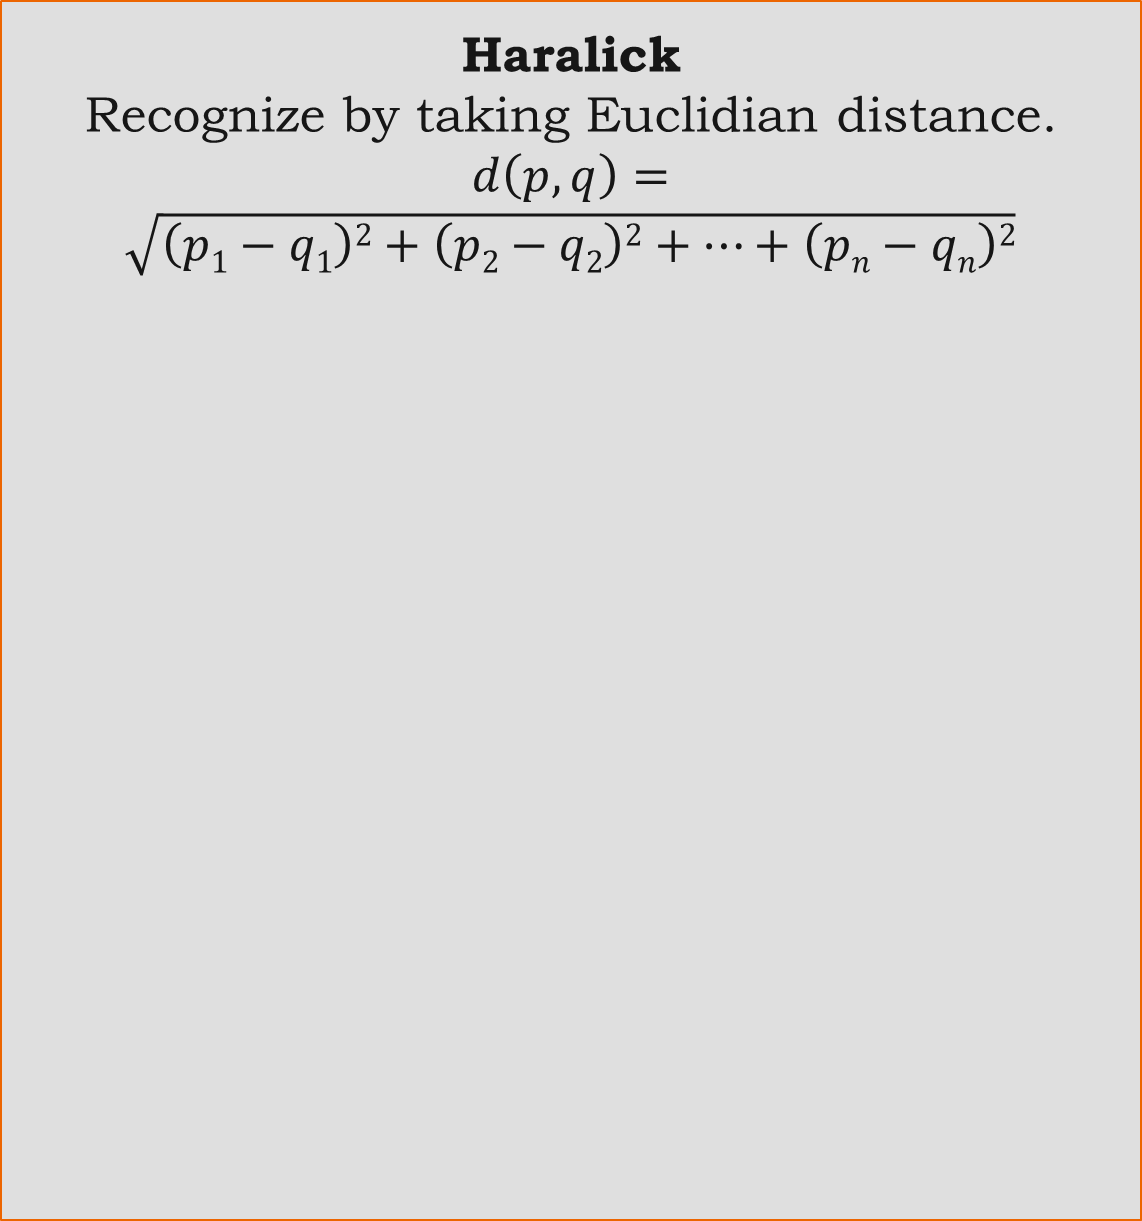 Haralick
Recognize by taking Euclidian distance.
d(p, q) =
√(p₁ − q₁)² + (p₂ − q₂)² + ⋯ + (pₙ − qₙ)²